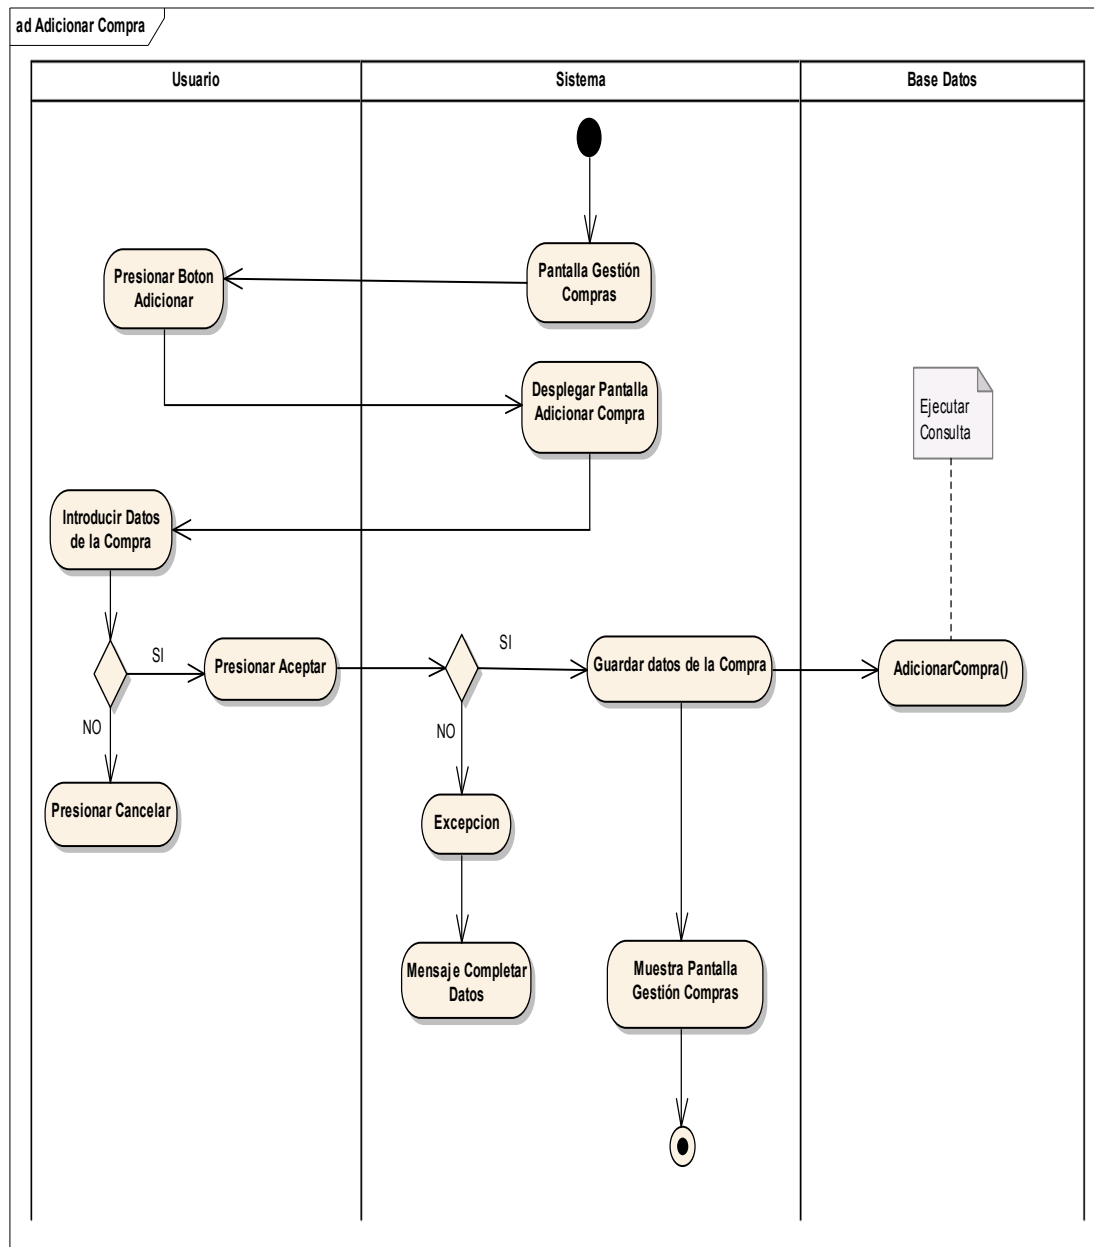 ad Adicionar Compra
Usuario
Sistema
Base Datos
Pantalla Gestión
Compras
Presionar Boton
Adicionar
Desplegar Pantalla
Adicionar Compra
Ejecutar
Consulta
Introducir Datos
de la Compra
SI
Presionar Aceptar
SI
Guardar datos de la Compra
AdicionarCompra()
NO
NO
Presionar Cancelar
Excepcion
Mensaje Completar
Datos
Muestra Pantalla
Gestión Compras